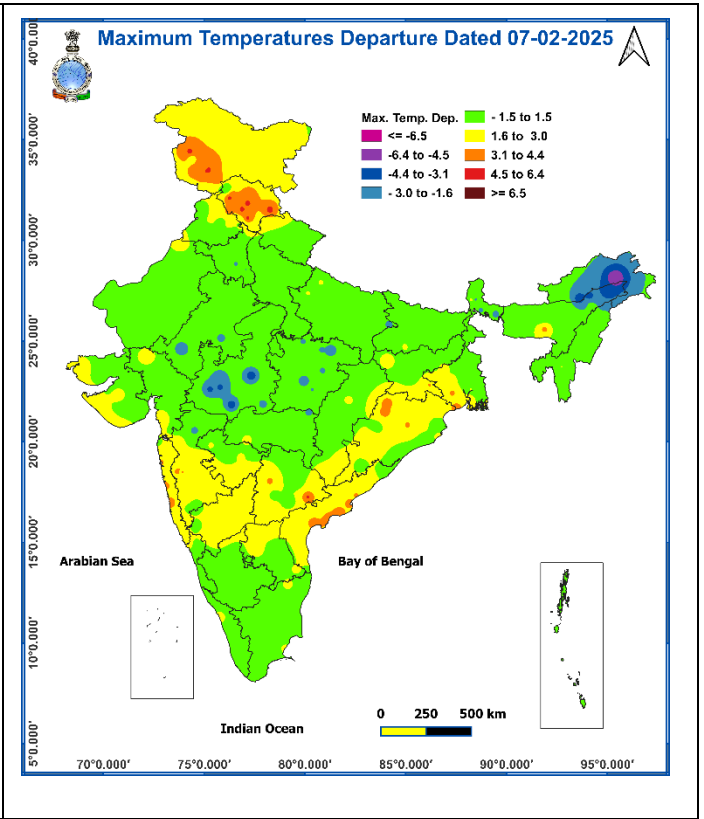 Maximum Temperatures Departure Dated 07-02-2025
Max. Temp. Dep.
<= -6.5
-6.4 to -4.5
-4.4 to -3.1
- 3.0 to -1.6
- 1.5 to 1.5
1.6 to 3.0
3.1 to 4.4
4.5 to 6.4
>= 6.5
40°0.00
35°0.000'
30°0.000'
25°0.000'
20°0.000'
15°0.000'
10°0.000'
5°0.000'
Arabian Sea
Bay of Bengal
Indian Ocean
0 250 500 km
70°0.000' 75°0.000' 80°0.000' 85°0.000' 90°0.000' 95°0.000'